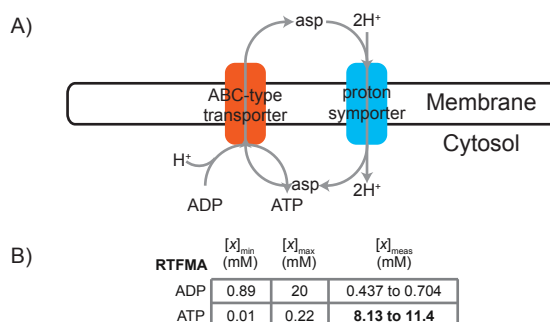 A)
asp 2H⁺
ABC-type
transporter
proton
symporter
Membrane
Cytosol
H⁺
asp
2H⁺
ADP ATP
B)
RTFMA [x]min (mM) [x]max (mM) [x]meas (mM)
ADP 0.89 20 0.437 to 0.704
ATP 0.01 0.22 8.13 to 11.4